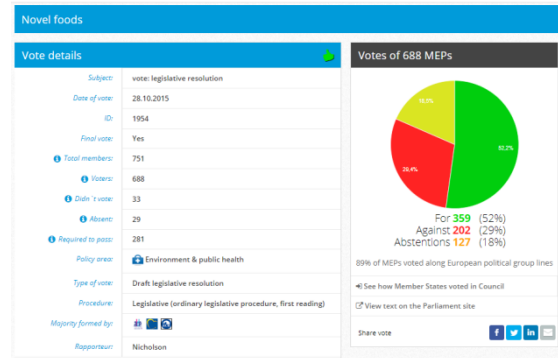 Novel foods
Vote details
Subject: vote: legislative resolution
Date of vote: 28.10.2015
ID: 1954
Final vote: Yes
Total members: 751
Voters: 688
Didn´t vote: 33
Absent: 29
Required to pass: 281
Policy area: Environment & public health
Type of vote: Draft legislative resolution
Procedure: Legislative (ordinary legislative procedure, first reading)
Majority formed by:
Rapporteur: Nicholson
Votes of 688 MEPs
18,5%
52,2%
29,4%
For 359 (52%)
Against 202 (29%)
Abstentions 127 (18%)
89% of MEPs voted along European political group lines
See how Member States voted in Council
View text on the Parliament site
Share vote